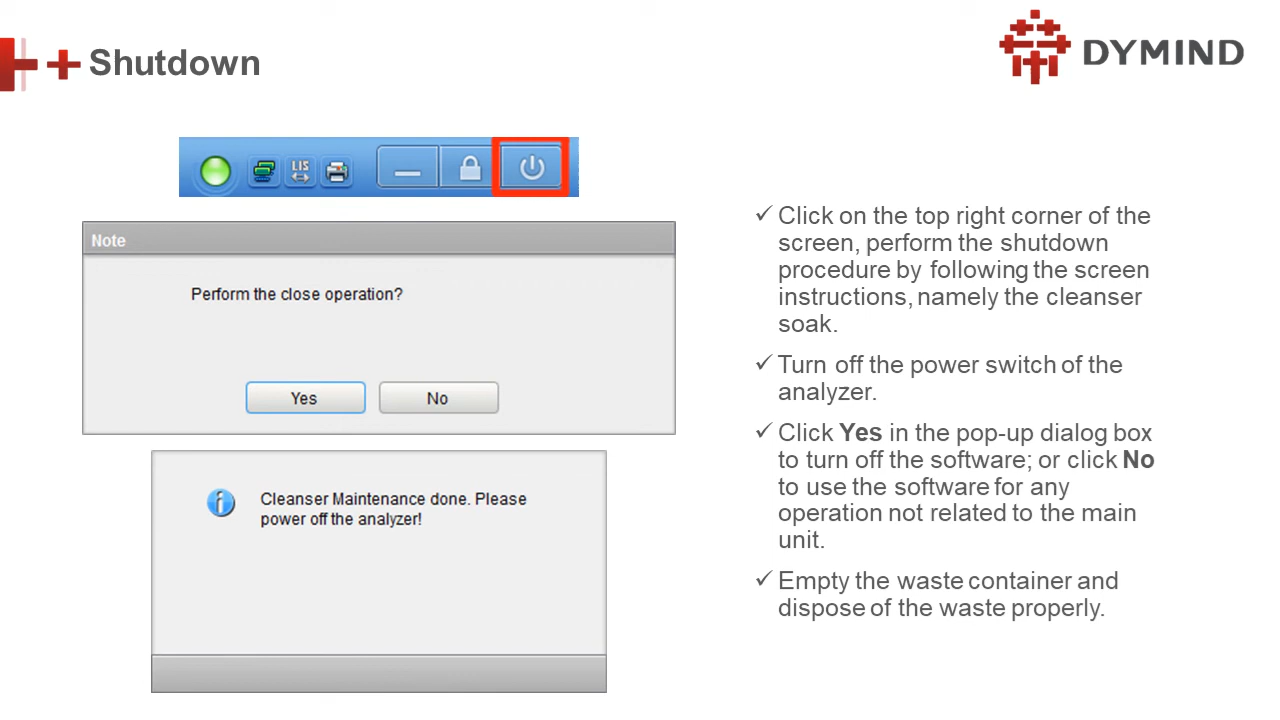 Shutdown
DYMIND
LIS
Note
Perform the close operation?
Yes
No
Cleanser Maintenance done. Please
power off the analyzer!
✓ Click on the top right corner of the
screen, perform the shutdown
procedure by following the screen
instructions, namely the cleanser
soak.
✓ Turn off the power switch of the
analyzer.
✓ Click Yes in the pop-up dialog box
to turn off the software; or click No
to use the software for any
operation not related to the main
unit.
✓ Empty the waste container and
dispose of the waste properly.